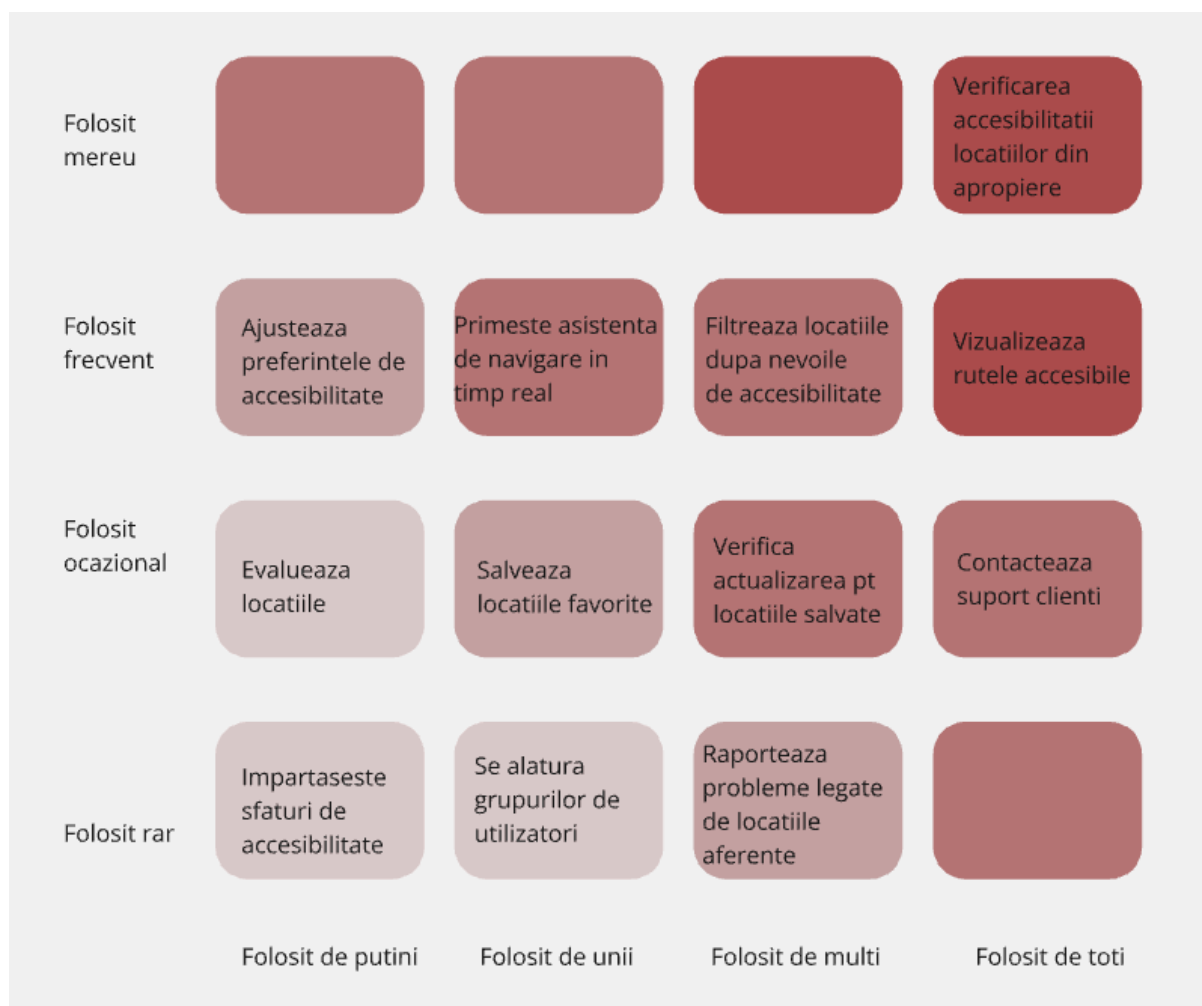 Folosit
mereu
Verificarea
accesibilitatii
locatiilor din
apropiere
Folosit
frecvent
Ajusteaza
preferintele de
accesibilitate
Primeste asistenta
de navigare in
timp real
Filtreaza locatiile
dupa nevoile
de accesibilitate
Vizualizeaza
rutele accesibile
Folosit
ocazional
Evalueaza
locatiile
Salveaza
locatiile favorite
Verifica
actualizarea pt
locatiile salvate
Contacteaza
suport clienti
Folosit rar
Impartaseste
sfaturi de
accesibilitate
Se alatura
grupurilor de
utilizatori
Raporteaza
probleme legate
de locatiile
aferente
Folosit de putini
Folosit de unii
Folosit de multi
Folosit de toti